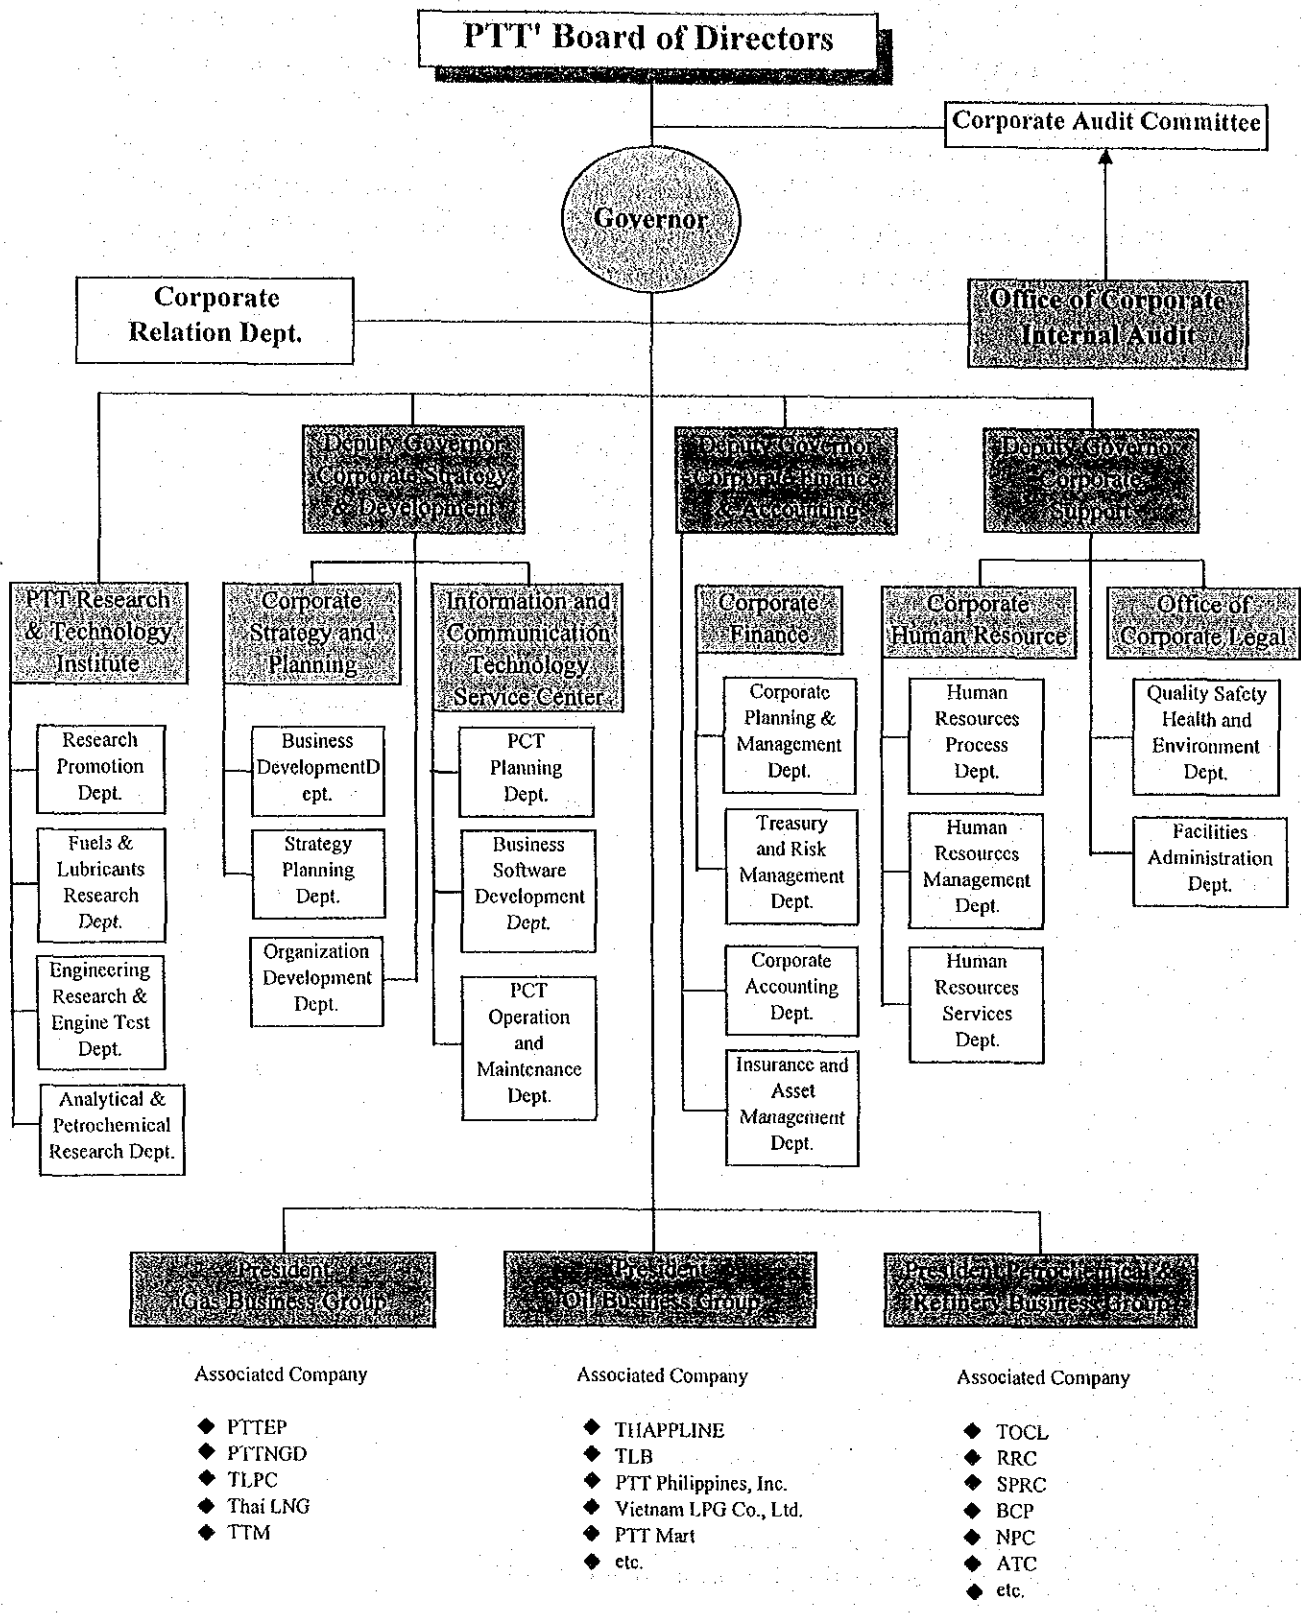 PTT' Board of Directors
Corporate Audit Committee
Governor
Corporate
Relation Dept.
Office of Corporate
Internal Audit
Deputy Governor
Corporate Strategy
& Development
Deputy Governor
Corporate Finance
& Accounting
Deputy Governor
Corporate
Support
PTT Research
& Technology
Institute
Corporate
Strategy and
Planning
Information and
Communication
Technology
Service Center
Corporate
Finance
Corporate
Human Resource
Office of
Corporate Legal
Research
Promotion
Dept.
Fuels &
Lubricants
Research
Dept.
Engineering
Research &
Engine Test
Dept.
Analytical &
Petrochemical
Research Dept.
Business
DevelopmentD
ept.
Strategy
Planning
Dept.
Organization
Development
Dept.
PCT
Planning
Dept.
Business
Software
Development
Dept.
PCT
Operation
and
Maintenance
Dept.
Corporate
Planning &
Management
Dept.
Treasury
and Risk
Management
Dept.
Corporate
Accounting
Dept.
Insurance and
Asset
Management
Dept.
Human
Resources
Process
Dept.
Human
Resources
Management
Dept.
Human
Resources
Services
Dept.
Quality Safety
Health and
Environment
Dept.
Facilities
Administration
Dept.
President
Gas Business Group
President
Oil Business Group
President Petrochemical &
Refinery Business Group
Associated Company
◆ PTTEP
◆ PTTNGD
◆ TLPC
◆ Thai LNG
◆ TTM
Associated Company
◆ THAPPLINE
◆ TLB
◆ PTT Philippines, Inc.
◆ Vietnam LPG Co., Ltd.
◆ PTT Mart
◆ etc.
Associated Company
◆ TOCL
◆ RRC
◆ SPRC
◆ BCP
◆ NPC
◆ ATC
◆ etc.